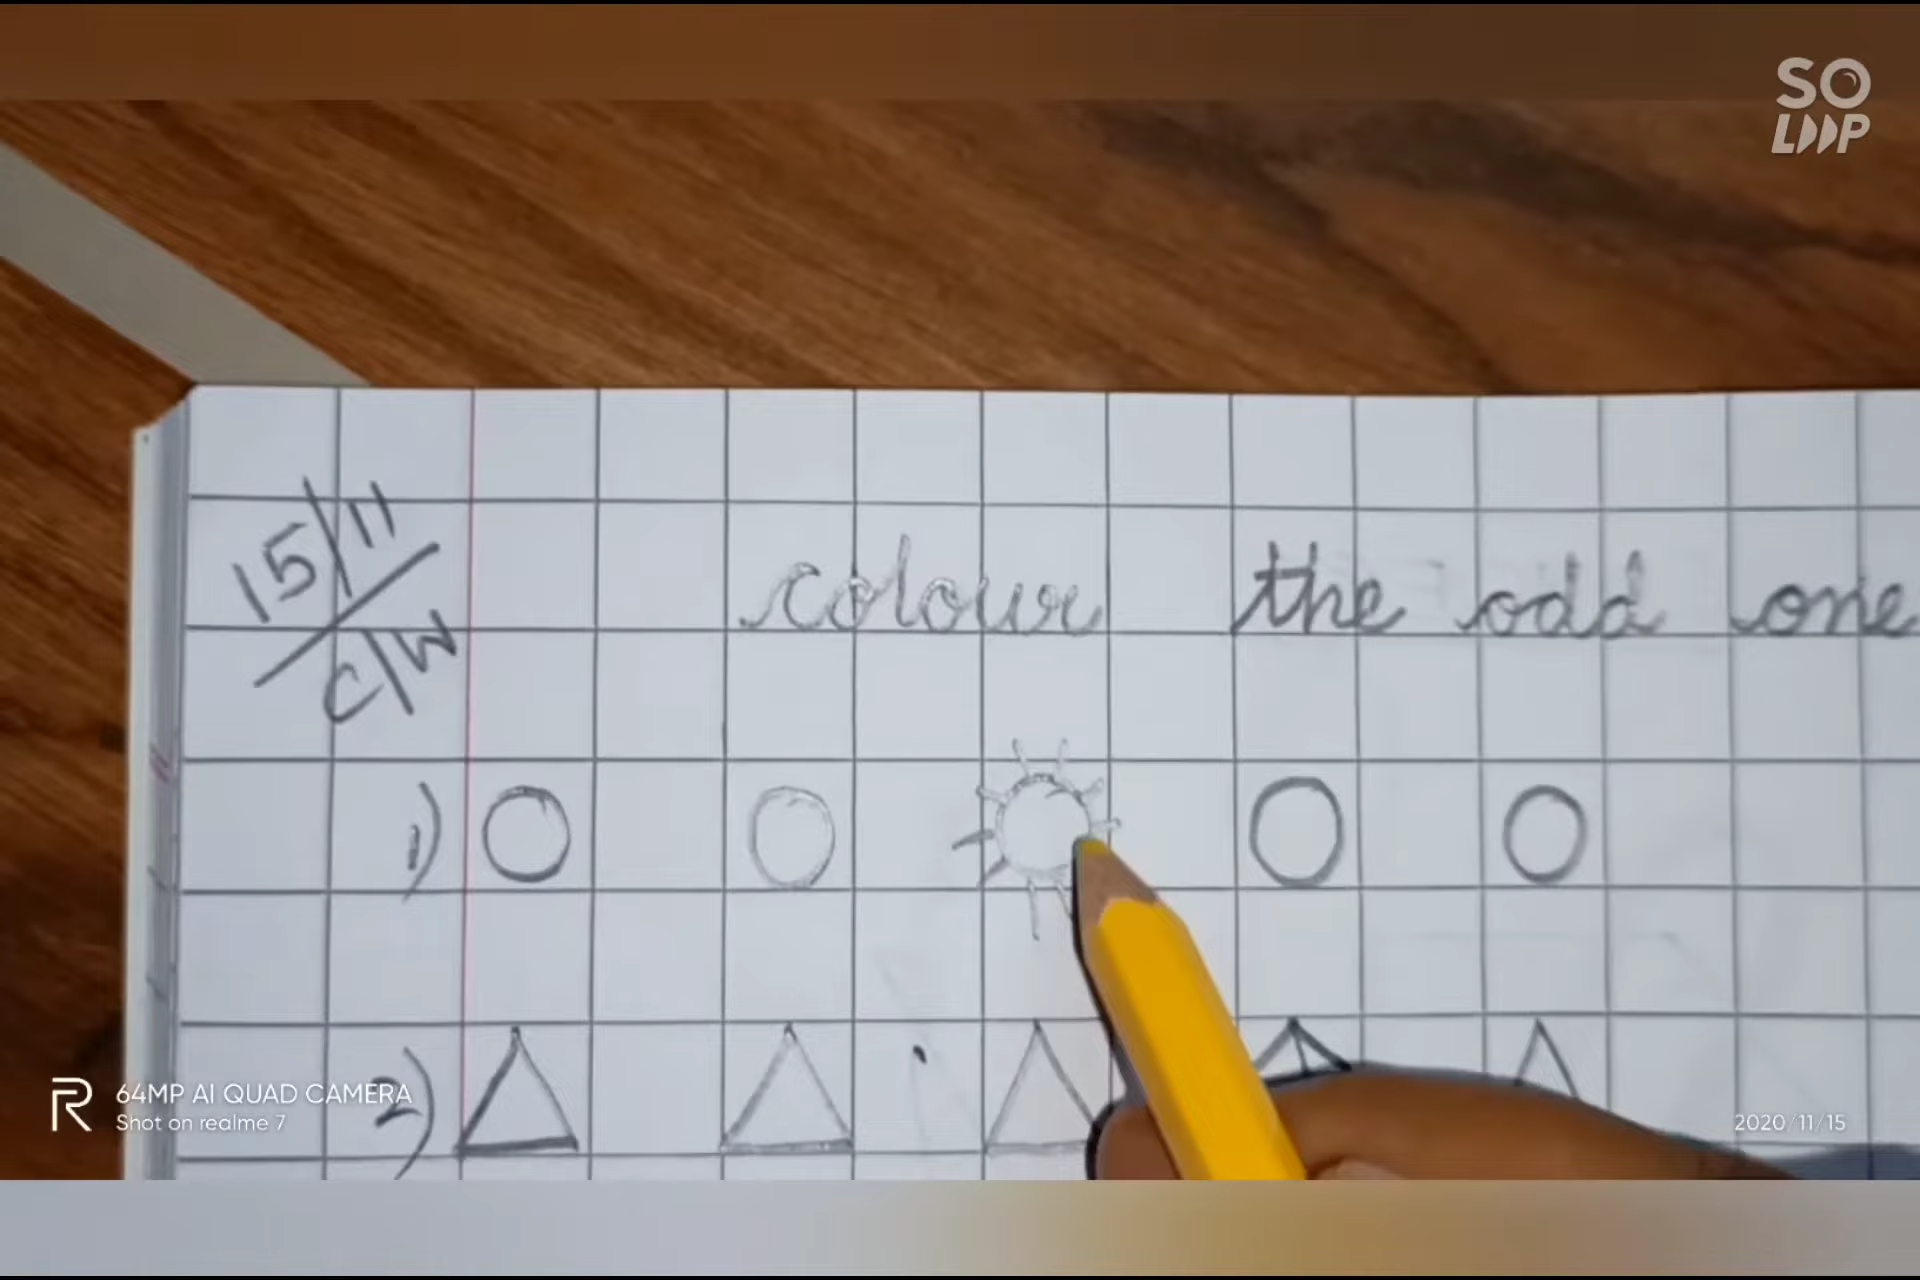 SO
LOOP
15/11
C/W
colour the odd one
1)
2)
64MP AI QUAD CAMERA
Shot on realme 7
2020/11/15